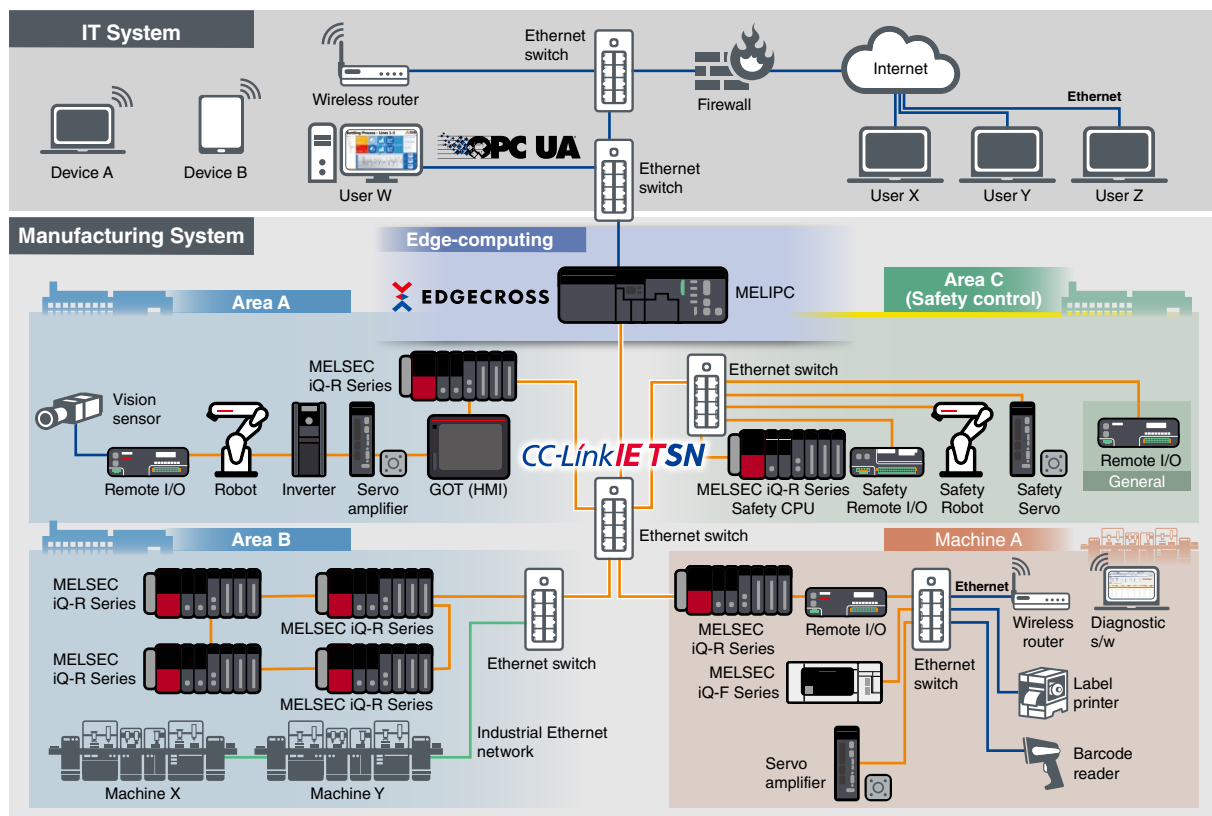 IT System
Ethernet
switch
Wireless router
Firewall
Internet
Ethernet
Device A
Device B
User W
OPC UA
Ethernet
switch
User X
User Y
User Z
Manufacturing System
Edge-computing
EDGECROSS
MELIPC
Area A
Area C
(Safety control)
MELSEC
iQ-R Series
Vision
sensor
Remote I/O
Robot
Inverter
Servo
amplifier
GOT (HMI)
CC-Link IE TSN
Ethernet switch
MELSEC iQ-R Series
Safety CPU
Safety
Remote I/O
Safety
Robot
Safety
Servo
Remote I/O
General
Ethernet switch
Area B
MELSEC
iQ-R Series
MELSEC iQ-R Series
MELSEC
iQ-R Series
MELSEC iQ-R Series
Ethernet switch
Industrial Ethernet
network
Machine X
Machine Y
Machine A
MELSEC
iQ-R Series
Remote I/O
Ethernet
Wireless
router
Diagnostic
s/w
MELSEC
iQ-F Series
Ethernet
switch
Label
printer
Servo
amplifier
Barcode
reader